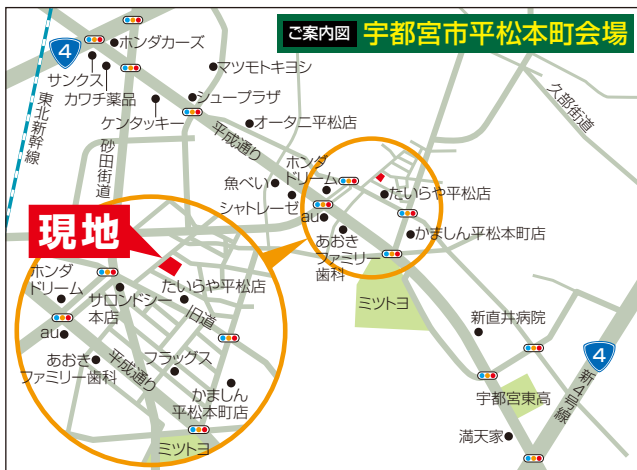 ご案内図 宇都宮市平松本町会場
4
ホンダカーズ
サンクス
カワチ薬品
マツモトキヨシ
シュープラザ
ケンタッキー
オータニ平松店
東北新幹線
砂田街道
平成通り
久部街道
魚べい
シャトレーゼ
ホンダ
ドリーム
au
たいらや平松店
あおき
ファミリー
歯科
かましん平松本町店
ミツトヨ
新直井病院
4
新4号線
宇都宮東高
満天家
現地
ホンダ
ドリーム
サロンドシー
本店
たいらや平松店
旧道
au
あおき
ファミリー歯科
平成通り
フラッグス
かましん
平松本町店
ミツトヨ